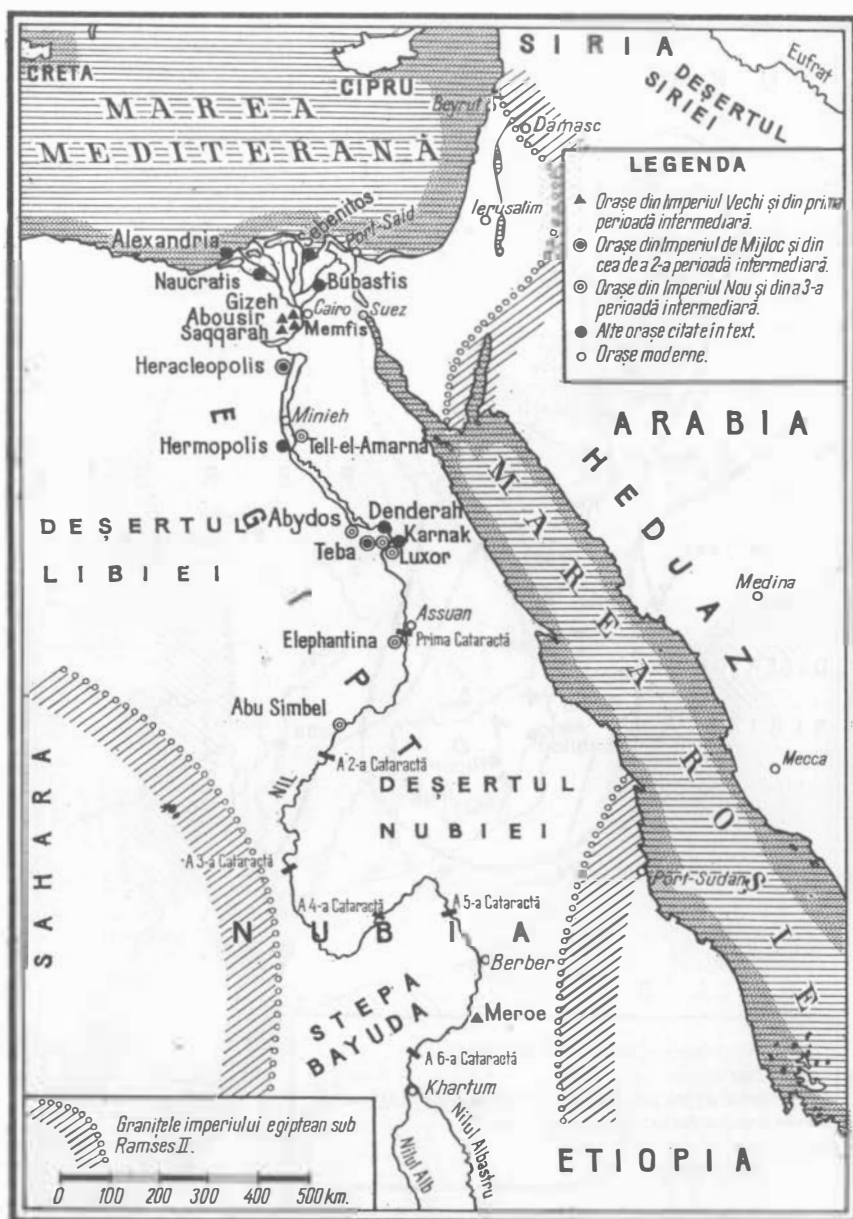 SIRIA
Eufrat
DEȘERTUL
SIRIEI
CRETA
CIPRU
MAREA
MEDITERANĂ
Beyrut
Damasc
LEGENDA
Orașe din Imperiul Vechi și din prima
perioadă intermediară.
Orașe din Imperiul de Mijloc și din
cea de a 2-a perioadă intermediară.
Orașe din Imperiul Nou și din a 3-a
perioadă intermediară.
Alte orașe citate în text.
Orașe moderne.
Ierusalim
Sebenitos
Port-Said
Alexandria
Naucratis
Bubastis
Gizeh
Cairo
Suez
Abousir
Saqqarah
Memfis
Heracleopolis
Minieh
Hermopolis
Tell-el-Amarna
EGIPT
ARABIA
HEDJUAZ
MAREA ROȘIE
DEȘERTUL
LIBIEI
Abydos
Denderah
Karnak
Teba
Luxor
Medina
Assuan
Elephantina
Prima Cataractă
Abu Simbel
A 2-a Cataractă
NIL
Mecca
DEȘERTUL
NUBIEI
SAHARA
A 3-a Cataractă
A 4-a Cataractă
A 5-a Cataractă
Port-Sudan
NUBIA
Berber
STEPA
BAYUDA
Meroe
A 6-a Cataractă
Khartum
Nilul Alb
Nilul Albastru
ETIOPIA
Granițele imperiului egiptean sub
Ramses II.
0 100 200 300 400 500 km.